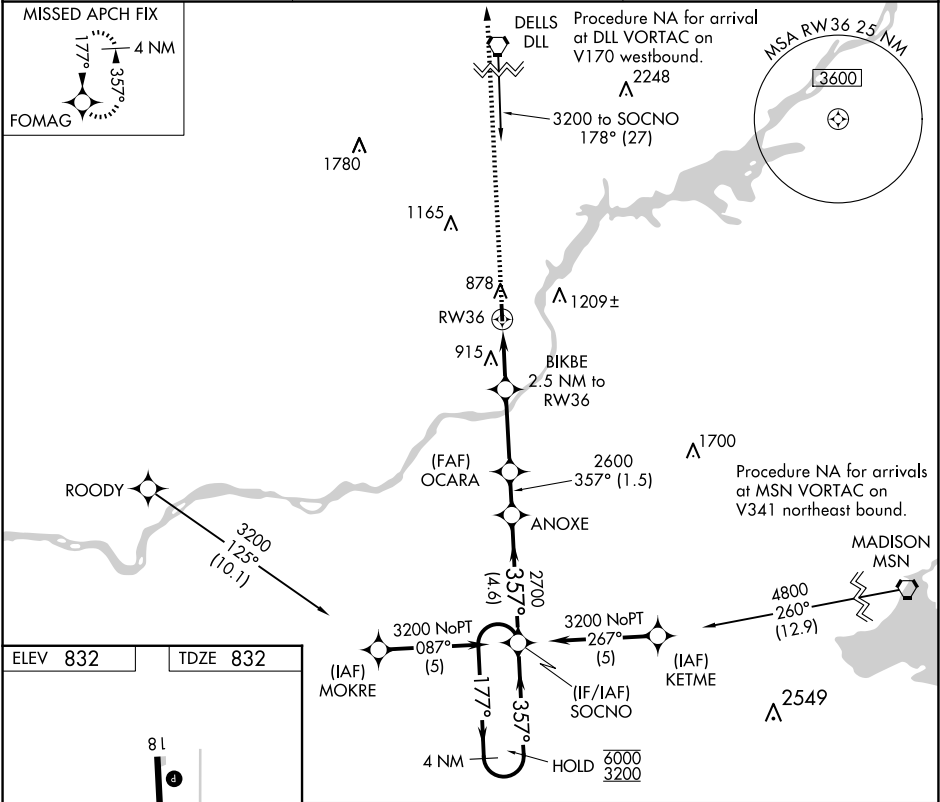 MISSED APCH FIX
4 NM
177°
357°
FOMAG
DELLS
DLL
Procedure NA for arrival
at DLL VORTAC on
V170 westbound.
2248
MSA RW36 25 NM
3600
3200 to SOCNO
178° (27)
1780
1165
878
1209±
RW36
915
BIKBE
2.5 NM to
RW36
1700
(FAF)
OCARA
2600
357° (1.5)
ROODY
ANOXE
Procedure NA for arrivals
at MSN VORTAC on
V341 northeast bound.
MADISON
MSN
3200
125°
(10.1)
2700
357°
(4.6)
4800
260°
(12.9)
3200 NoPT
087°
(5)
3200 NoPT
267°
(5)
(IAF)
MOKRE
(IF/IAF)
SOCNO
(IAF)
KETME
177°
357°
2549
4 NM
HOLD
6000
3200
ELEV 832
TDZE 832
18
P